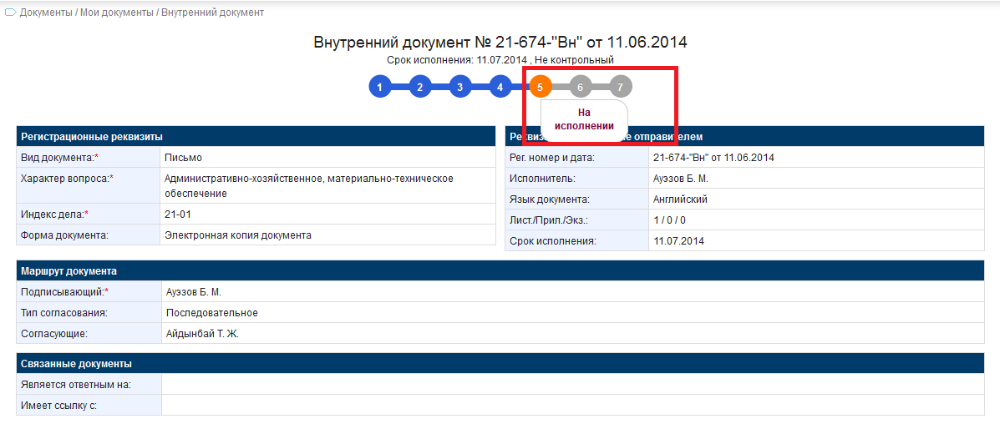 Документы / Мои документы / Внутренний документ
Внутренний документ № 21-674-"Вн" от 11.06.2014
Срок исполнения: 11.07.2014 , Не контрольный
1 2 3 4 5 6 7
На
исполнении
Регистрационные реквизиты
Вид документа:* Письмо
Характер вопроса:* Административно-хозяйственное, материально-техническое
обеспечение
Индекс дела:* 21-01
Форма документа: Электронная копия документа
отправителем
Рег. номер и дата: 21-674-"Вн" от 11.06.2014
Исполнитель: Ауэзов Б. М.
Язык документа: Английский
Лист./Прил./Экз.: 1 / 0 / 0
Срок исполнения: 11.07.2014
Маршрут документа
Подписывающий:* Ауэзов Б. М.
Тип согласования: Последовательное
Согласующие: Айдынбай Т. Ж.
Связанные документы
Является ответным на:
Имеет ссылку с: